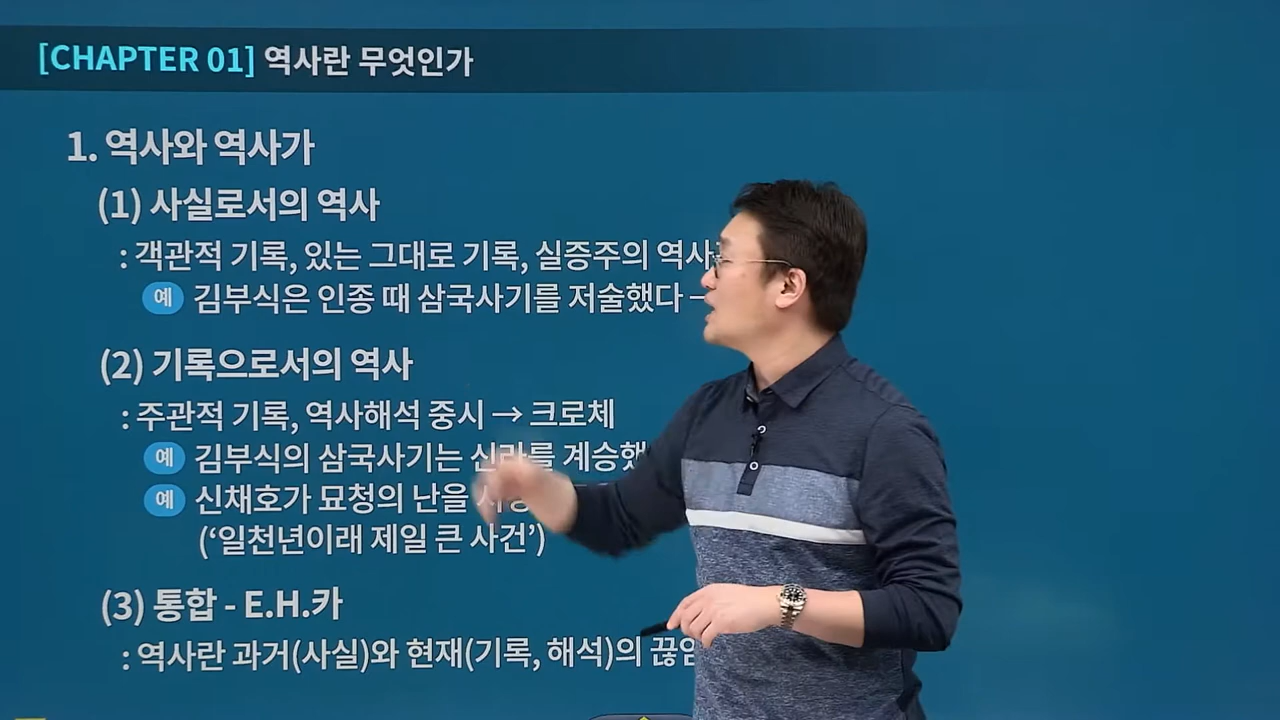 [CHAPTER 01] 역사란 무엇인가
1. 역사와 역사가
(1) 사실로서의 역사
: 객관적 기록, 있는 그대로 기록, 실증주의 역사
예 김부식은 인종 때 삼국사기를 저술했다
(2) 기록으로서의 역사
: 주관적 기록, 역사해석 중시 → 크로체
예 김부식의 삼국사기는 신라를
예 신채호가 묘청의 난을
(‘일천년이래 제일 큰 사건’)
(3) 통합 - E.H.카
: 역사란 과거(사실)와 현재(기록, 해석)의